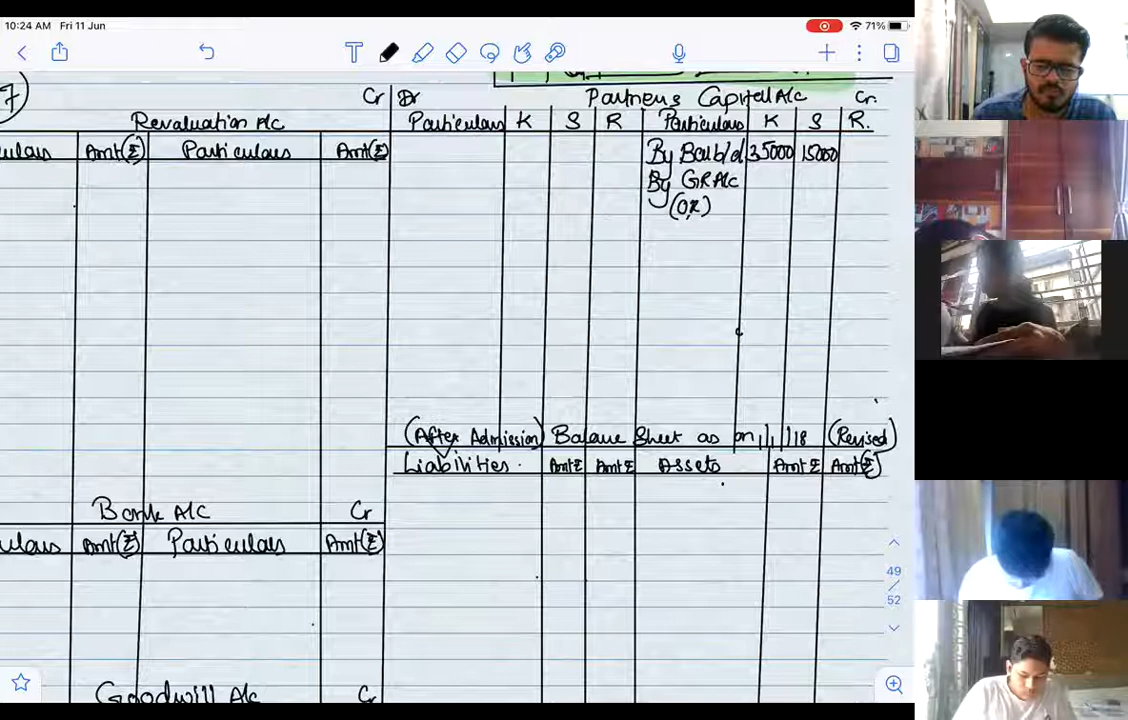 10:24 AM Fri 11 Jun
71%
T
7
Cr
Dr
Partners Capital A/c
Cr.
Revaluation A/c
Particulars K S R Particulars K S R.
culars Amt(₹) Particulars Amt(₹)
By Bal b/d 35000 15000
By GR A/c
(O.R)
(After Admission) Balance Sheet as on 1/1/18 (Revised)
Liabilities. Amt ₹ Amt ₹ Assets Amt ₹ Amt(₹)
Bank A/c Cr
culars Amt(₹) Particulars Amt(₹)
49
/
52
Goodwill A/c Cr